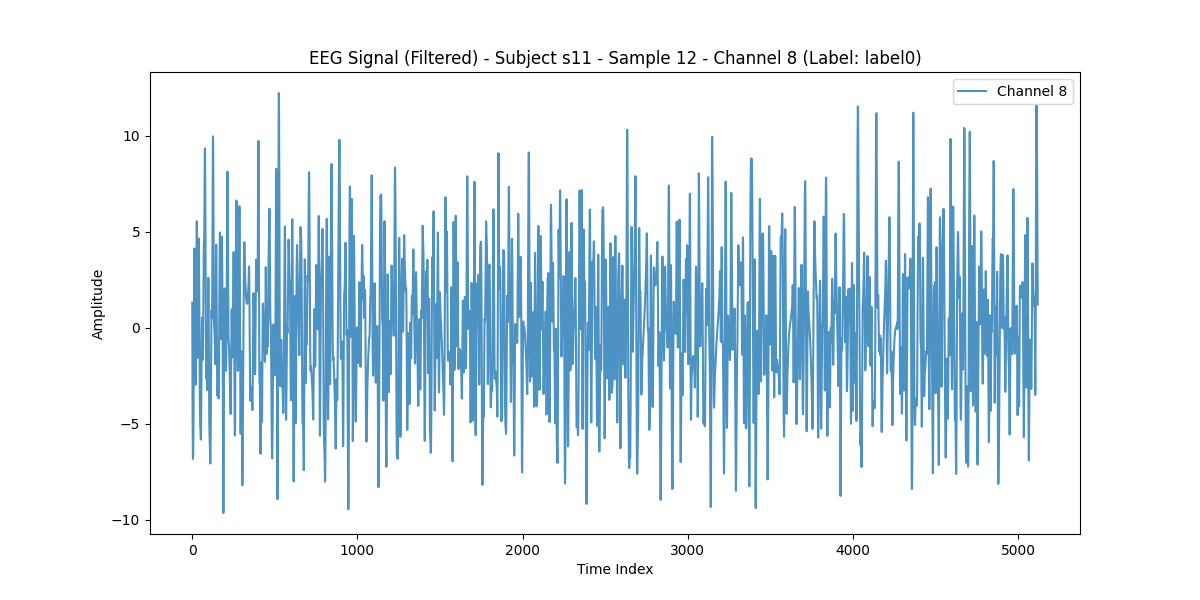 EEG Signal (Filtered) - Subject s11 - Sample 12 - Channel 8 (Label: label0)
Channel 8
10
5
0
−5
−10
Amplitude
0 1000 2000 3000 4000 5000
Time Index